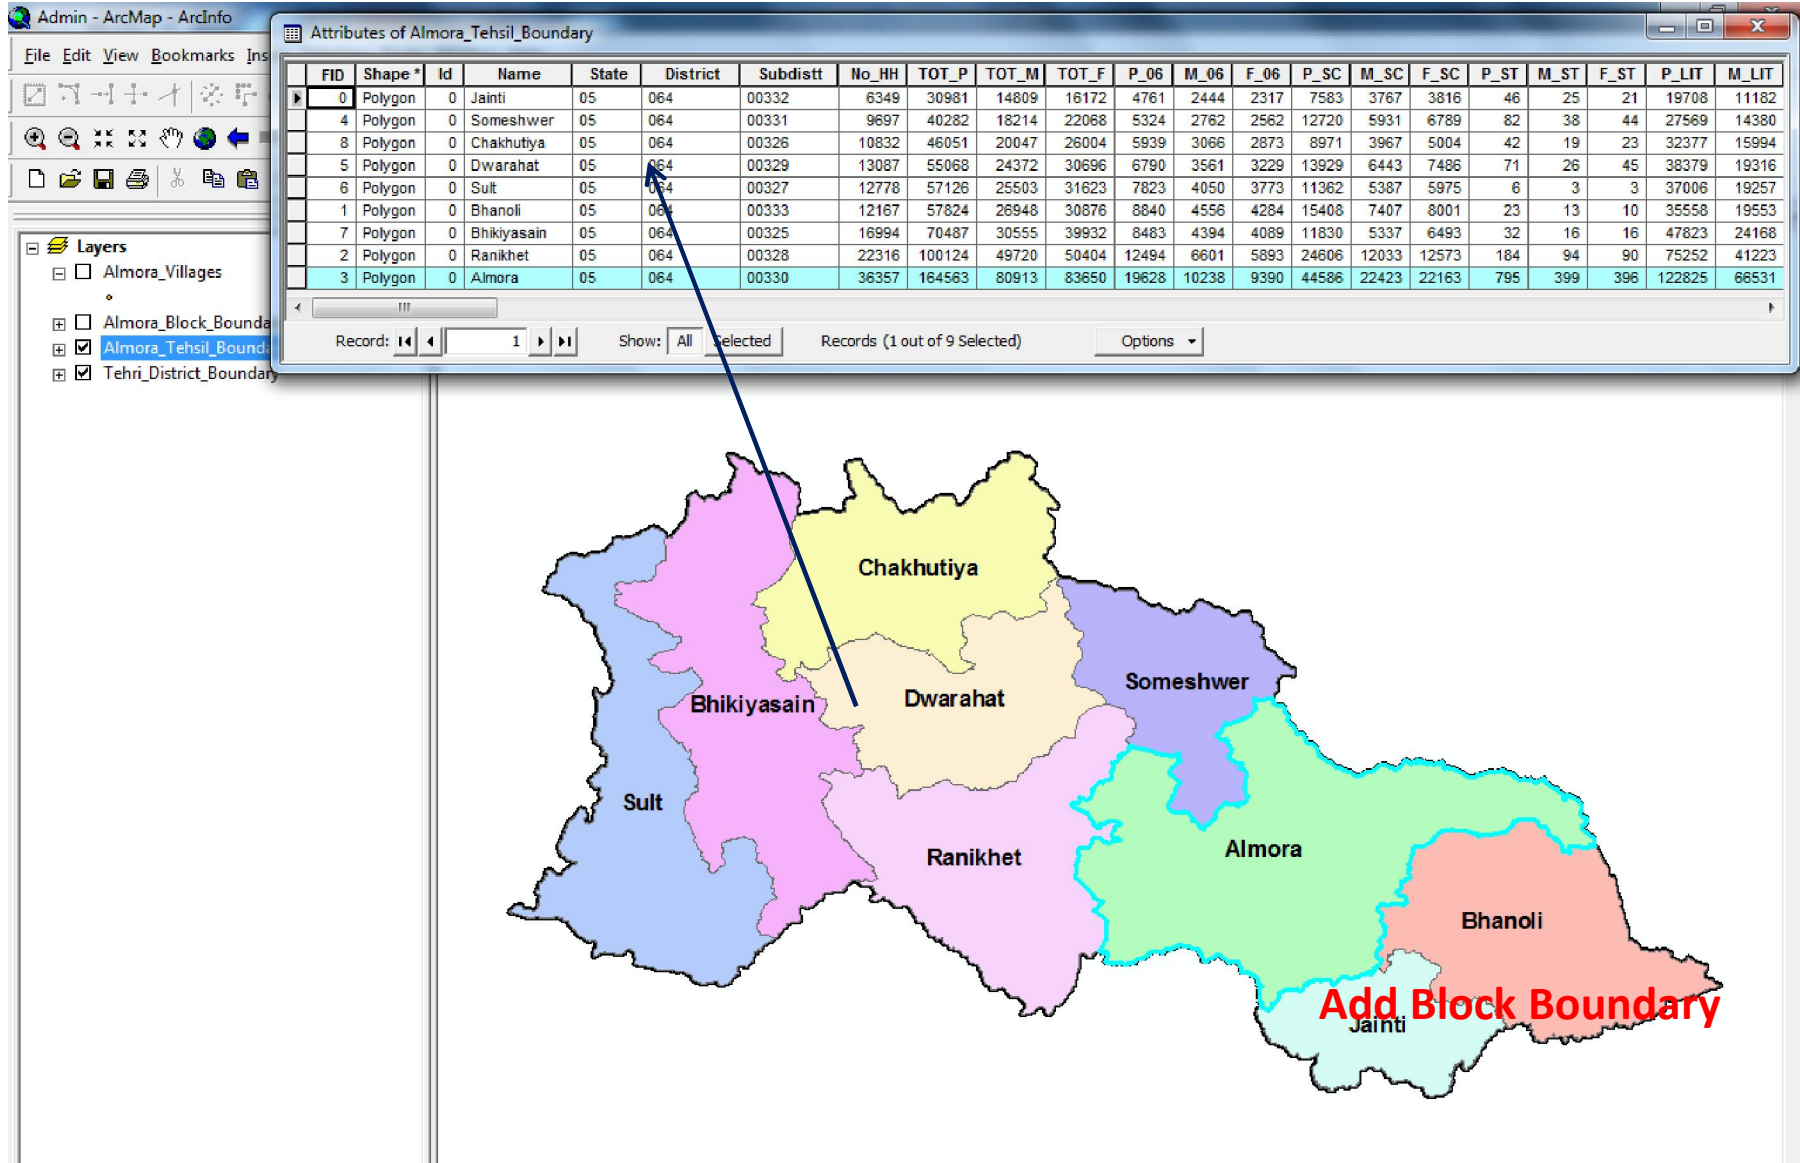 Admin - ArcMap - ArcInfo
File Edit View Bookmarks Ins
Attributes of Almora_Tehsil_Boundary
FID Shape * Id Name State District Subdistt No_HH TOT_P TOT_M TOT_F P_06 M_06 F_06 P_SC M_SC F_SC P_ST M_ST F_ST P_LIT M_LIT
0 Polygon 0 Jainti 05 064 00332 6349 30981 14809 16172 4761 2444 2317 7583 3767 3816 46 25 21 19708 11182
4 Polygon 0 Someshwer 05 064 00331 9697 40282 18214 22068 5324 2762 2562 12720 5931 6789 82 38 44 27569 14380
8 Polygon 0 Chakhutiya 05 064 00326 10832 46051 20047 26004 5939 3066 2873 8971 3967 5004 42 19 23 32377 15994
5 Polygon 0 Dwarahat 05 064 00329 13087 55068 24372 30696 6790 3561 3229 13929 6443 7486 71 26 45 38379 19316
6 Polygon 0 Sult 05 064 00327 12778 57126 25503 31623 7823 4050 3773 11362 5387 5975 6 3 3 37006 19257
1 Polygon 0 Bhanoli 05 064 00333 12167 57824 26948 30876 8840 4556 4284 15408 7407 8001 23 13 10 35558 19553
7 Polygon 0 Bhikiyasain 05 064 00325 16994 70487 30555 39932 8483 4394 4089 11830 5337 6493 32 16 16 47823 24168
2 Polygon 0 Ranikhet 05 064 00328 22316 100124 49720 50404 12494 6601 5893 24606 12033 12573 184 94 90 75252 41223
3 Polygon 0 Almora 05 064 00330 36357 164563 80913 83650 19628 10238 9390 44586 22423 22163 795 399 396 122825 66531
Record: 1 Show: All Selected Records (1 out of 9 Selected) Options
Layers
Almora_Villages
Almora_Block_Bounda
Almora_Tehsil_Bounda
Tehri_District_Boundary
Chakhutiya
Someshwer
Bhikiyasain
Dwarahat
Sult
Ranikhet
Almora
Bhanoli
Add Block Boundary
Jainti